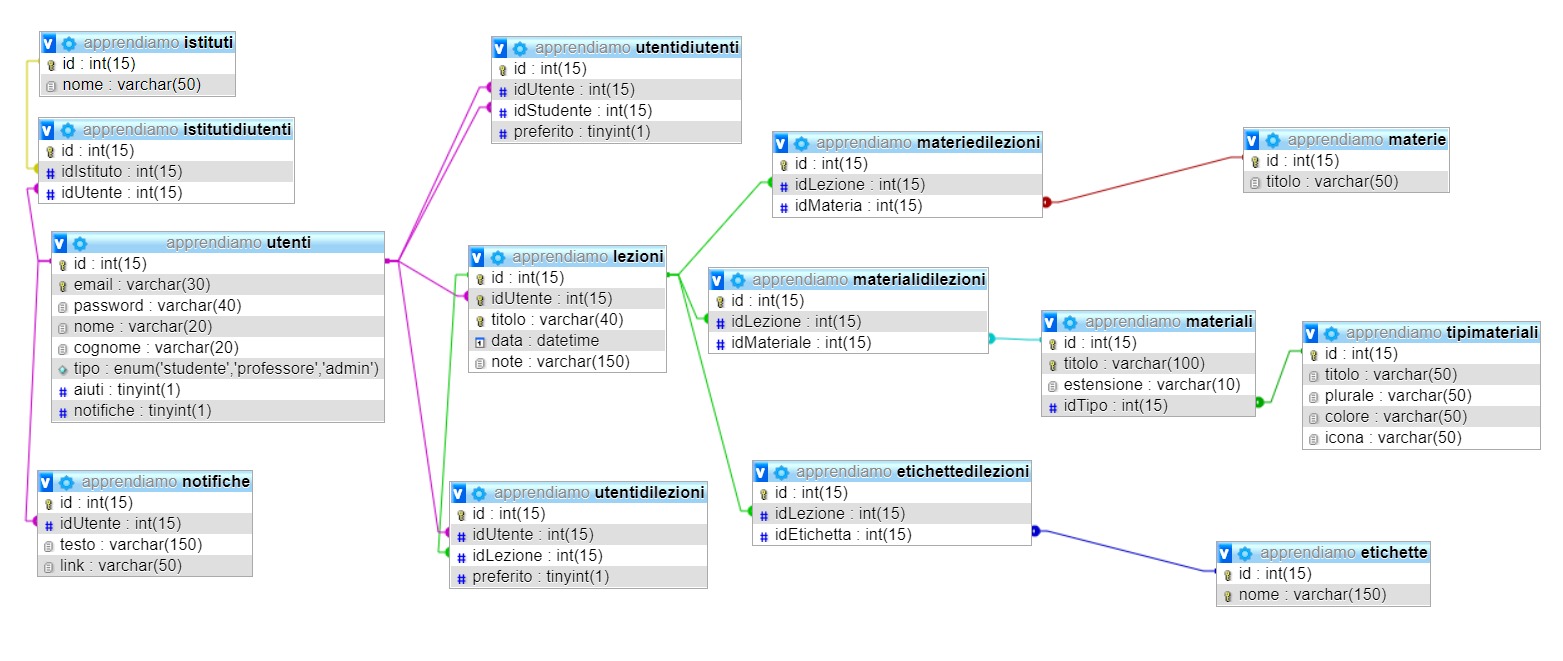 apprendiamo istituti
id : int(15)
nome : varchar(50)
apprendiamo istitutidiutenti
id : int(15)
idIstituto : int(15)
idUtente : int(15)
apprendiamo utenti
id : int(15)
email : varchar(30)
password : varchar(40)
nome : varchar(20)
cognome : varchar(20)
tipo : enum('studente','professore','admin')
aiuti : tinyint(1)
notifiche : tinyint(1)
apprendiamo notifiche
id : int(15)
idUtente : int(15)
testo : varchar(150)
link : varchar(50)
apprendiamo utentidiutenti
id : int(15)
idUtente : int(15)
idStudente : int(15)
preferito : tinyint(1)
apprendiamo lezioni
id : int(15)
idUtente : int(15)
titolo : varchar(40)
data : datetime
note : varchar(150)
apprendiamo utentidilezioni
id : int(15)
idUtente : int(15)
idLezione : int(15)
preferito : tinyint(1)
apprendiamo materiedilezioni
id : int(15)
idLezione : int(15)
idMateria : int(15)
apprendiamo materialidilezioni
id : int(15)
idLezione : int(15)
idMateriale : int(15)
apprendiamo etichettedilezioni
id : int(15)
idLezione : int(15)
idEtichetta : int(15)
apprendiamo materie
id : int(15)
titolo : varchar(50)
apprendiamo materiali
id : int(15)
titolo : varchar(100)
estensione : varchar(10)
idTipo : int(15)
apprendiamo tipimateriali
id : int(15)
titolo : varchar(50)
plurale : varchar(50)
colore : varchar(50)
icona : varchar(50)
apprendiamo etichette
id : int(15)
nome : varchar(150)